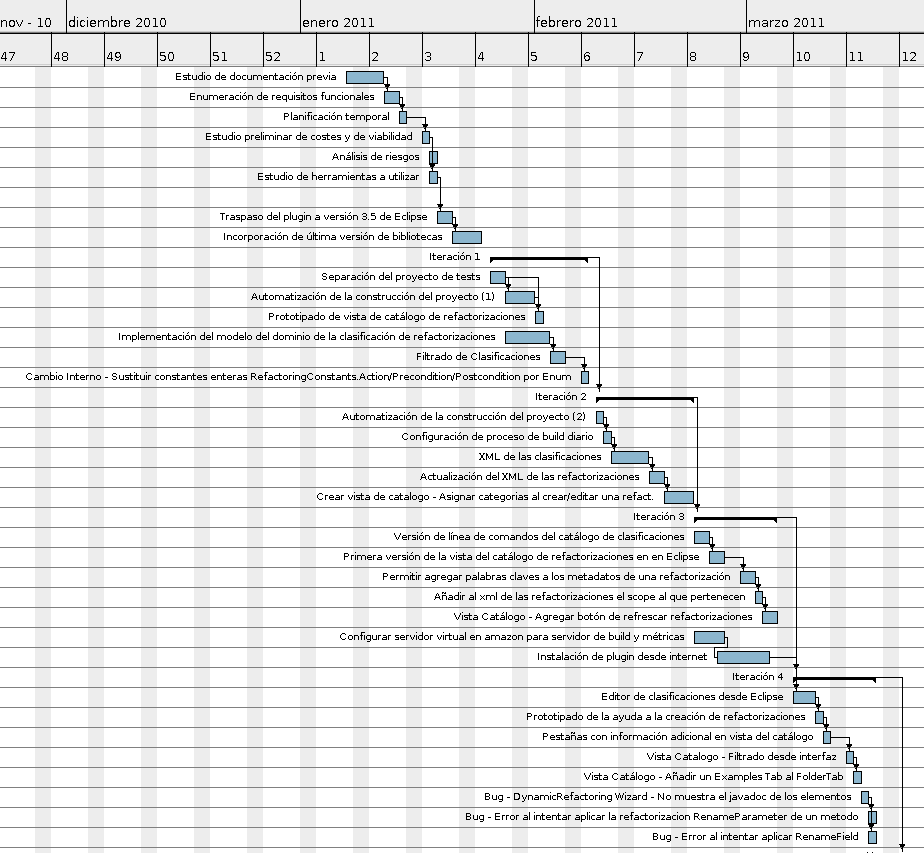 nov - 10 diciembre 2010 enero 2011 febrero 2011 marzo 2011
47 48 49 50 51 52 1 2 3 4 5 6 7 8 9 10 11 12
Estudio de documentación previa
Enumeración de requisitos funcionales
Planificación temporal
Estudio preliminar de costes y de viabilidad
Análisis de riesgos
Estudio de herramientas a utilizar
Traspaso del plugin a versión 3.5 de Eclipse
Incorporación de última versión de bibliotecas
Iteración 1
Separación del proyecto de tests
Automatización de la construcción del proyecto (1)
Prototipado de vista de catálogo de refactorizaciones
Implementación del modelo del dominio de la clasificación de refactorizaciones
Filtrado de Clasificaciones
Cambio Interno - Sustituir constantes enteras RefactoringConstants.Action/Precondition/Postcondition por Enum
Iteración 2
Automatización de la construcción del proyecto (2)
Configuración de proceso de build diario
XML de las clasificaciones
Actualización del XML de las refactorizaciones
Crear vista de catalogo - Asignar categorias al crear/editar una refact.
Iteración 3
Versión de línea de comandos del catálogo de clasificaciones
Primera versión de la vista del catálogo de refactorizaciones en en Eclipse
Permitir agregar palabras claves a los metadatos de una refactorización
Añadir al xml de las refactorizaciones el scope al que pertenecen
Vista Catálogo - Agregar botón de refrescar refactorizaciones
Configurar servidor virtual en amazon para servidor de build y métricas
Instalación de plugin desde internet
Iteración 4
Editor de clasificaciones desde Eclipse
Prototipado de la ayuda a la creación de refactorizaciones
Pestañas con información adicional en vista del catálogo
Vista Catalogo - Filtrado desde interfaz
Vista Catálogo - Añadir un Examples Tab al FolderTab
Bug - DynamicRefactoring Wizard - No muestra el javadoc de los elementos
Bug - Error al intentar aplicar la refactorizacion RenameParameter de un metodo
Bug - Error al intentar aplicar RenameField